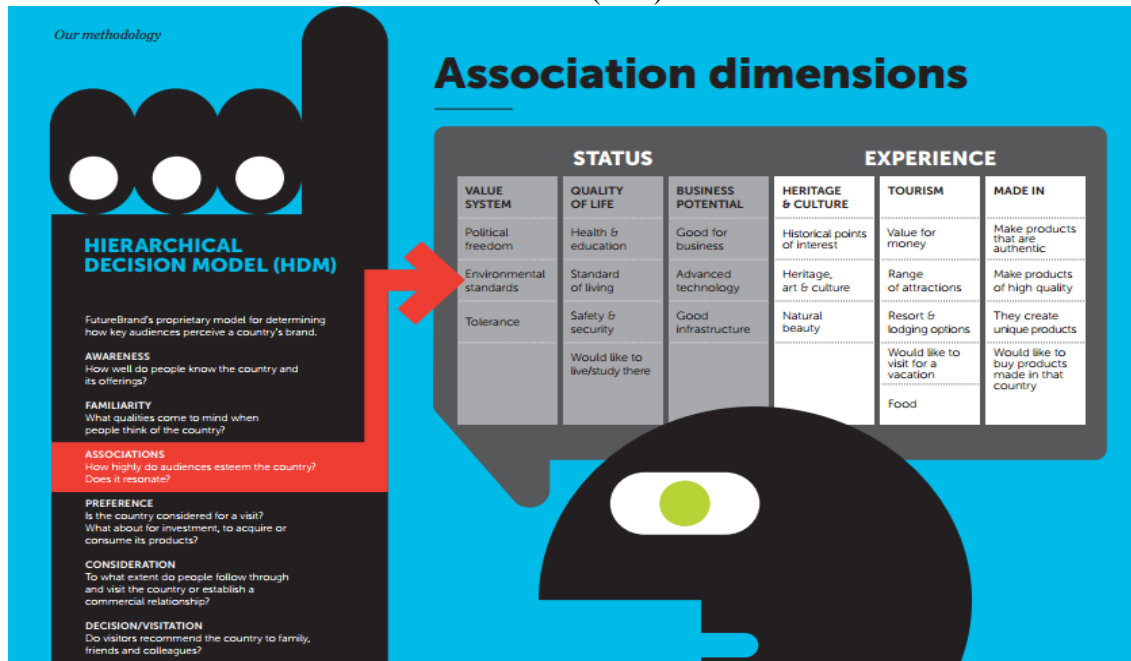 Our methodology
HIERARCHICAL
DECISION MODEL (HDM)
FutureBrand's proprietary model for determining
how key audiences perceive a country's brand.
AWARENESS
How well do people know the country and
its offerings?
FAMILIARITY
What qualities come to mind when
people think of the country?
ASSOCIATIONS
How highly do audiences esteem the country?
Does it resonate?
PREFERENCE
Is the country considered for a visit?
What about for investment, to acquire or
consume its products?
CONSIDERATION
To what extent do people follow through
and visit the country or establish a
commercial relationship?
DECISION/VISITATION
Do visitors recommend the country to family,
friends and colleagues?
Association dimensions
STATUS
VALUE
SYSTEM
Political
freedom
Environmental
standards
Tolerance
QUALITY
OF LIFE
Health &
education
Standard
of living
Safety &
security
Would like to
live/study there
BUSINESS
POTENTIAL
Good for
business
Advanced
technology
Good
infrastructure
EXPERIENCE
HERITAGE
& CULTURE
Historical points
of interest
Heritage,
art & culture
Natural
beauty
TOURISM
Value for
money
Range
of attractions
Resort &
lodging options
Would like to
visit for a
vacation
Food
MADE IN
Make products
that are
authentic
Make products
of high quality
They create
unique products
Would like to
buy products
made in that
country